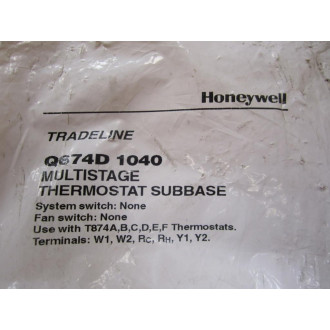 Honeywell
TRADELINE
Q674D 1040
MULTISTAGE
THERMOSTAT SUBBASE
System switch: None
Fan switch: None
Use with T874A,B,C,D,E,F Thermostats.
Terminals: W1, W2, RC, RH, Y1, Y2.